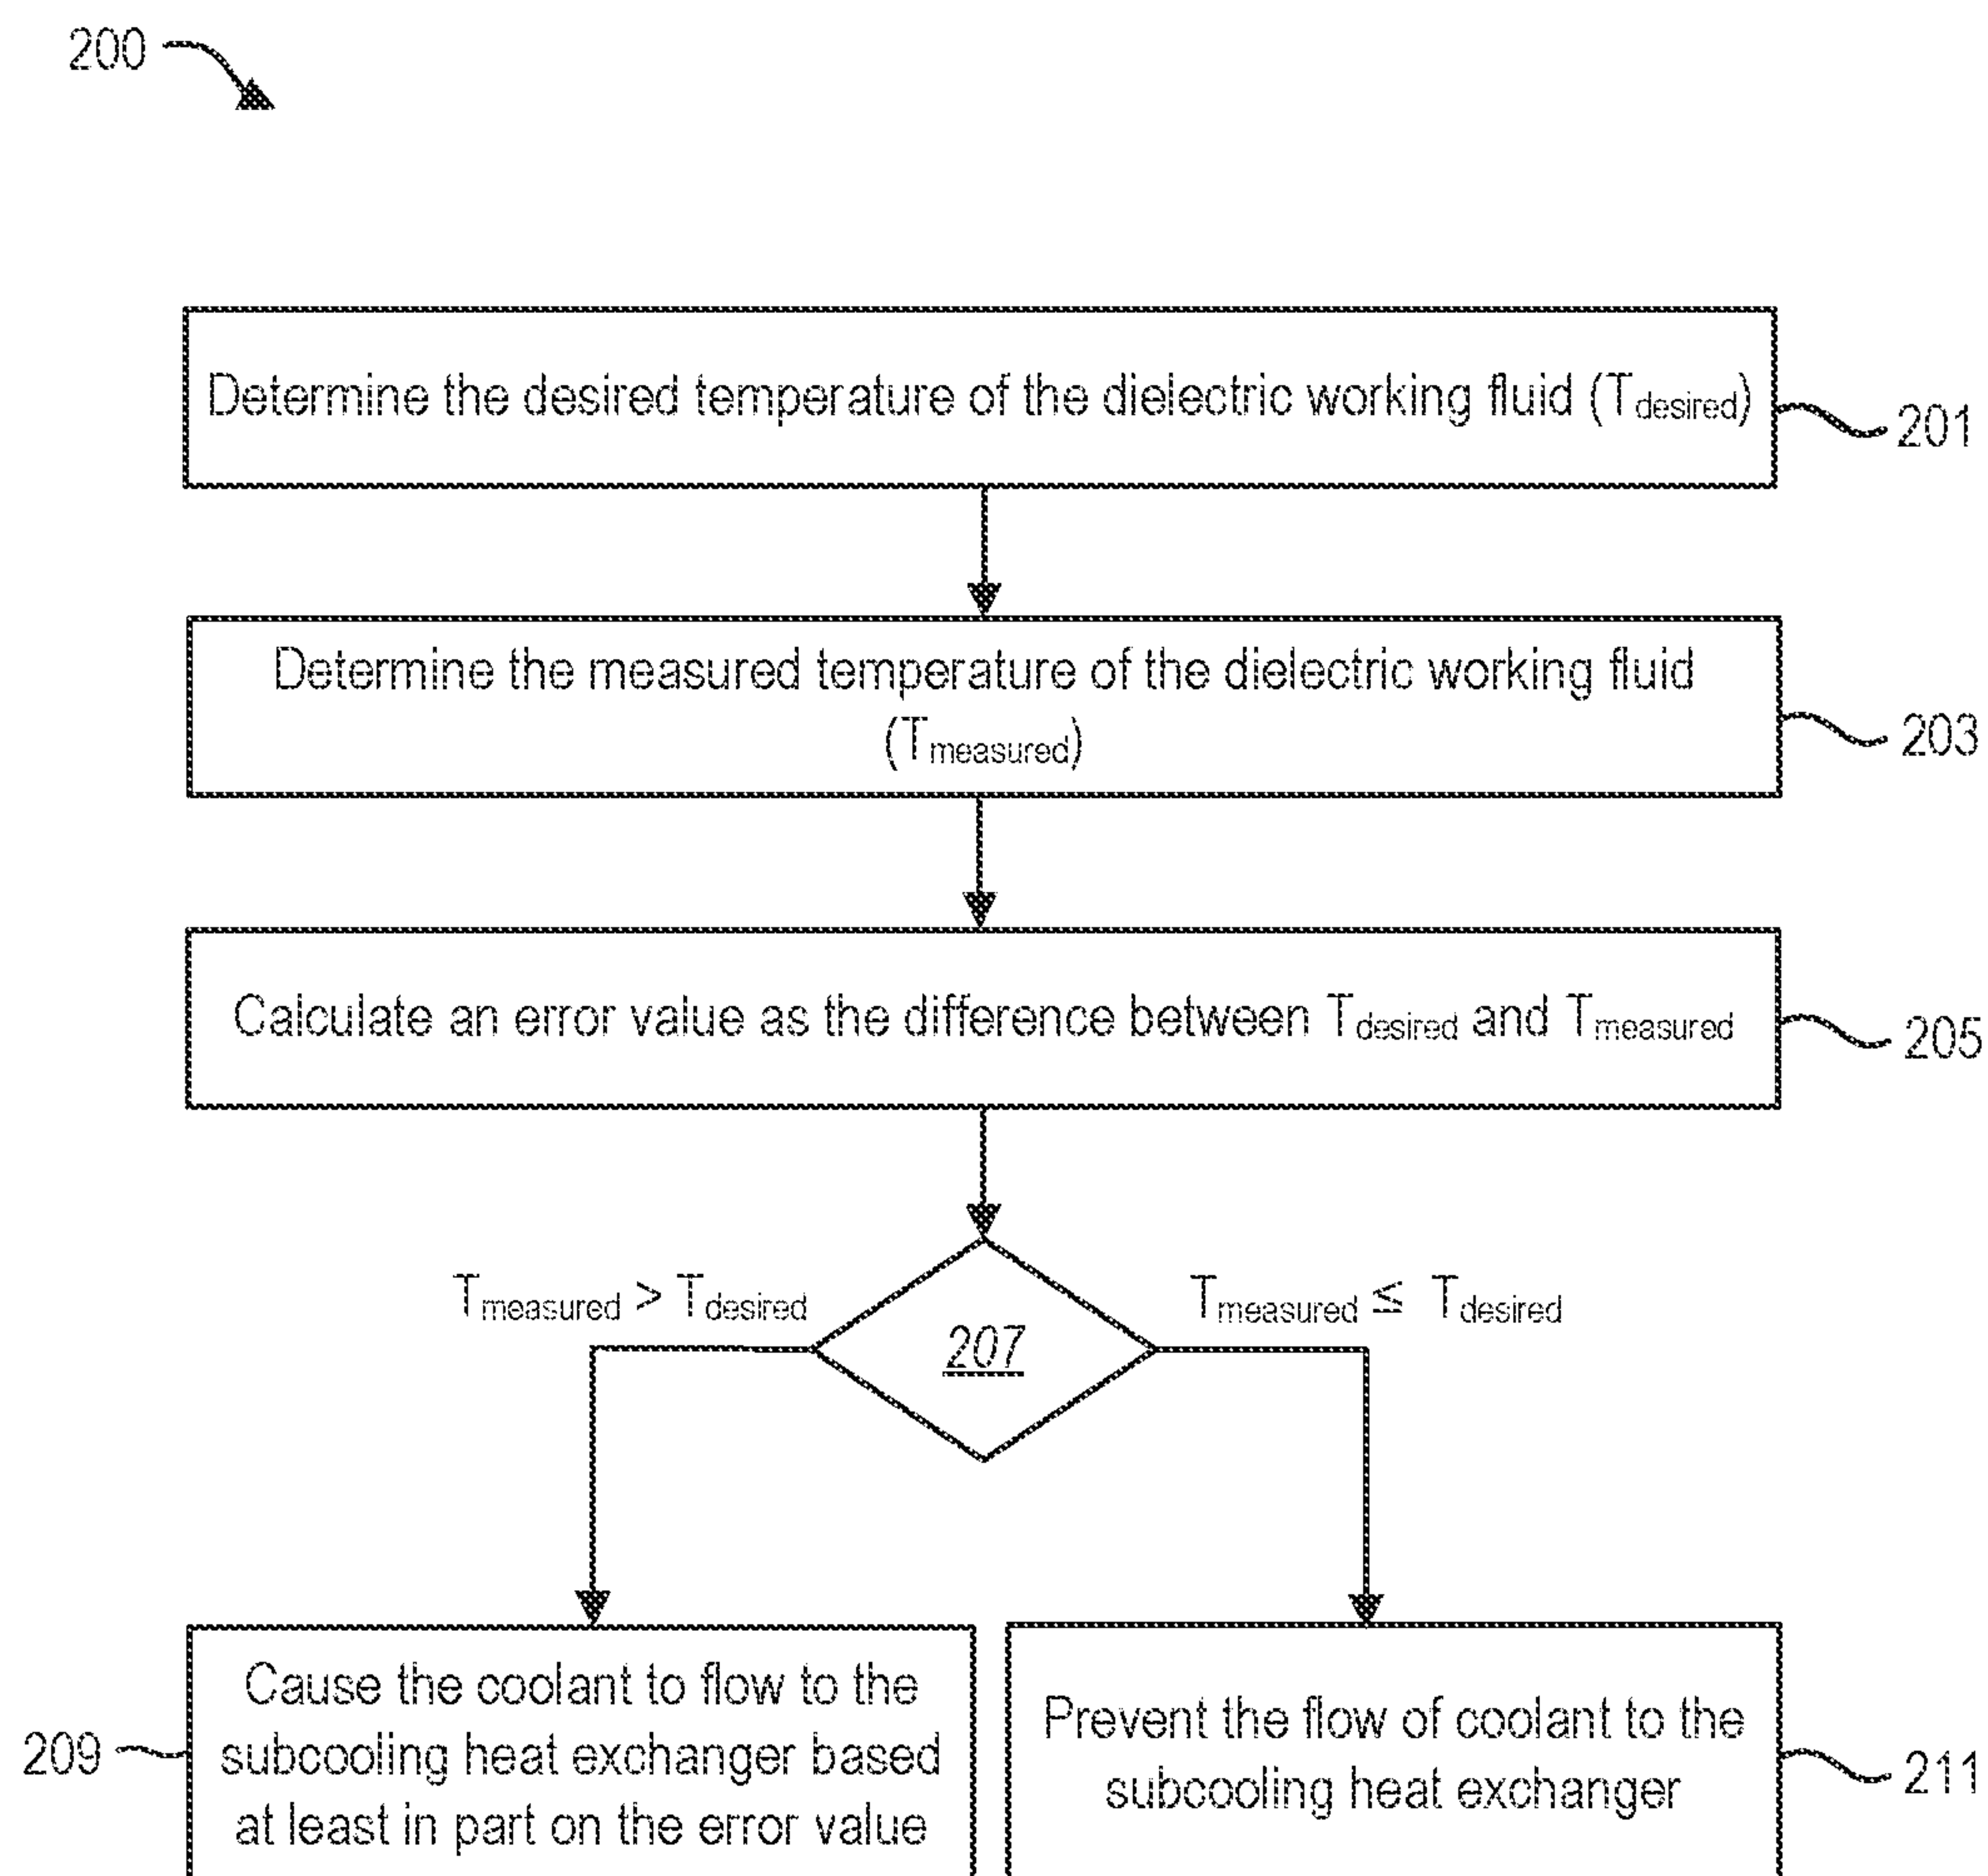 200
Determine the desired temperature of the dielectric working fluid (Tdesired)
201
Determine the measured temperature of the dielectric working fluid
(Tmeasured)
203
Calculate an error value as the difference between Tdesired and Tmeasured
205
Tmeasured > Tdesired
Tmeasured ≤ Tdesired
207
Cause the coolant to flow to the
subcooling heat exchanger based
at least in part on the error value
209
Prevent the flow of coolant to the
subcooling heat exchanger
211